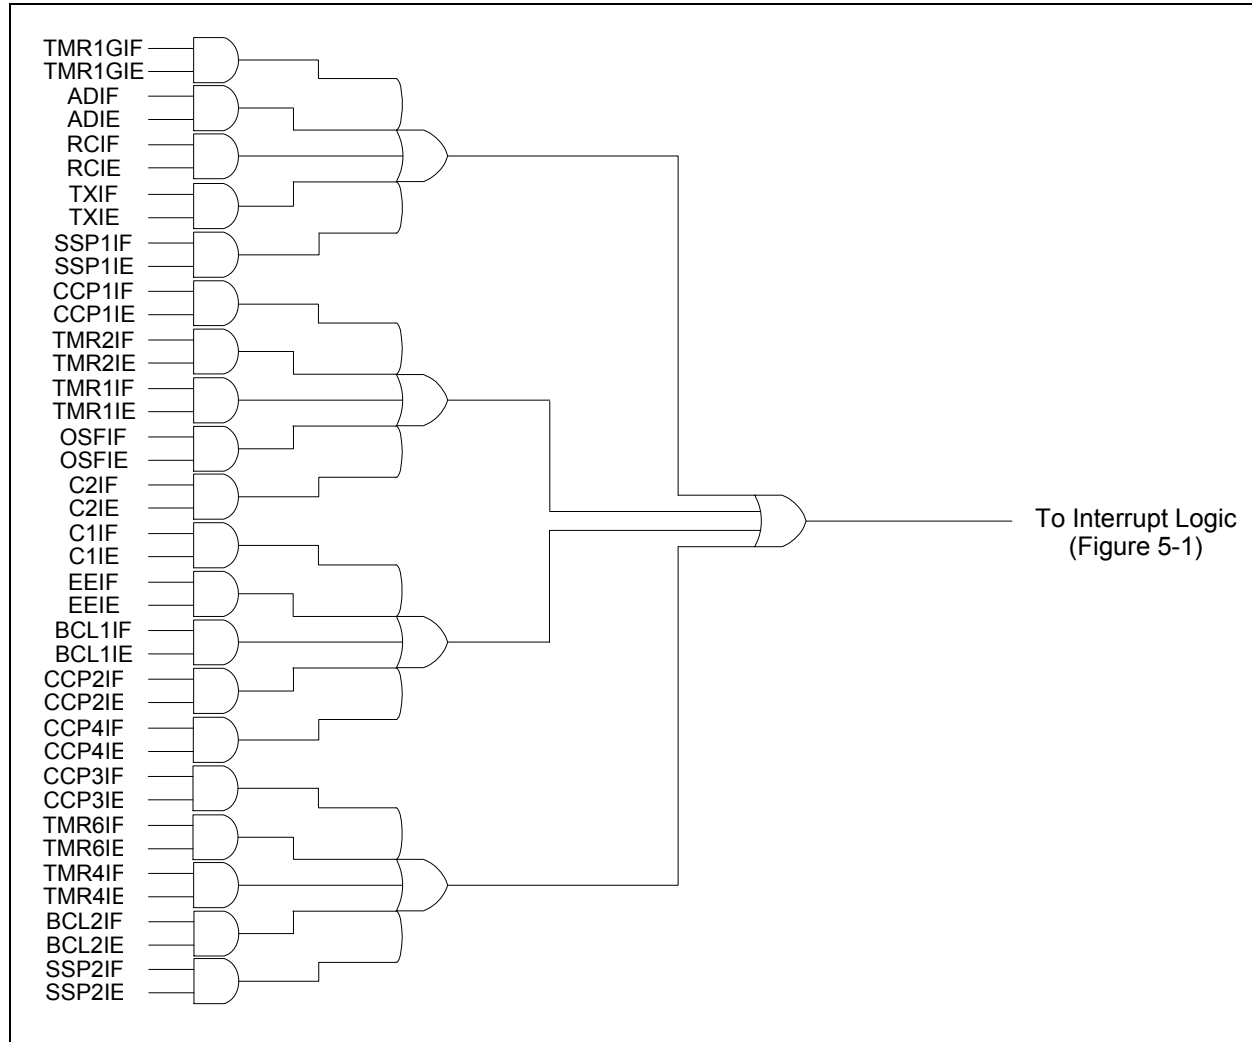 TMR1GIF
TMR1GIE
ADIF
ADIE
RCIF
RCIE
TXIF
TXIE
SSP1IF
SSP1IE
CCP1IF
CCP1IE
TMR2IF
TMR2IE
TMR1IF
TMR1IE
OSFIF
OSFIE
C2IF
C2IE
C1IF
C1IE
EEIF
EEIE
BCL1IF
BCL1IE
CCP2IF
CCP2IE
CCP4IF
CCP4IE
CCP3IF
CCP3IE
TMR6IF
TMR6IE
TMR4IF
TMR4IE
BCL2IF
BCL2IE
SSP2IF
SSP2IE
To Interrupt Logic
(Figure 5-1)